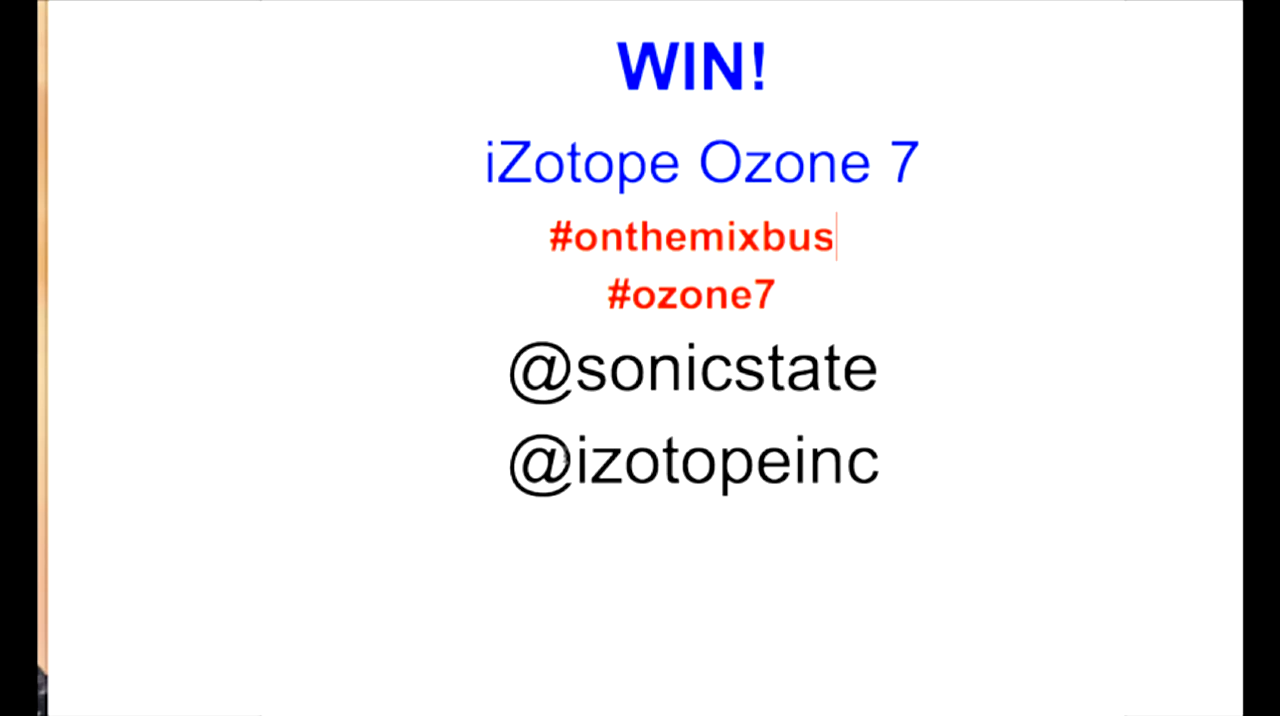 WIN!
iZotope Ozone 7
#onthemixbus
#ozone7
@sonicstate
@izotopeinc